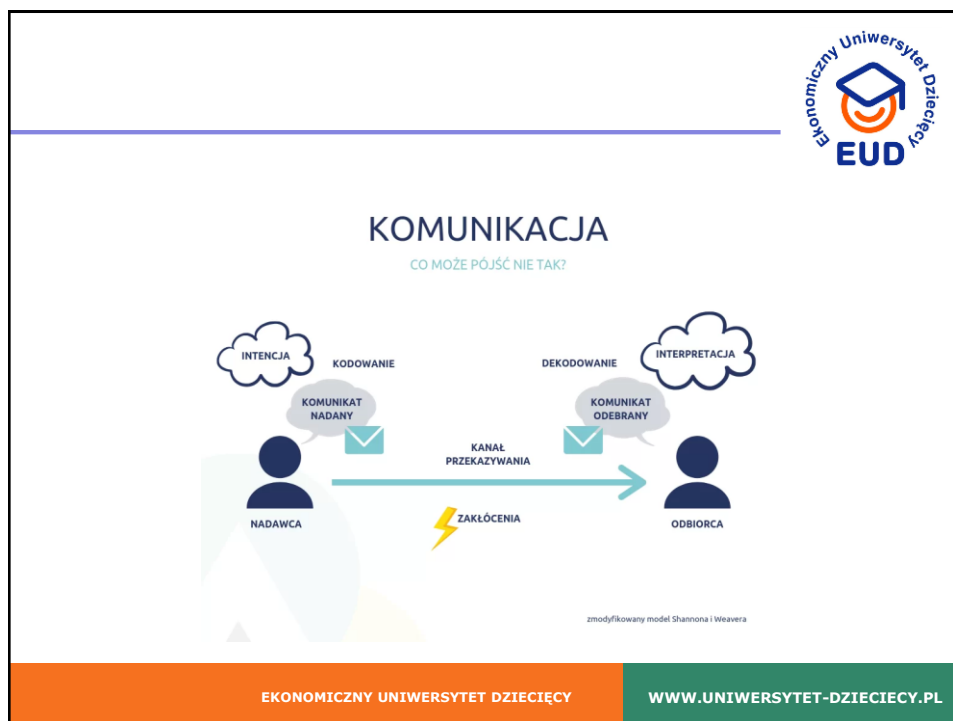 Ekonomiczny Uniwersytet Dziecięcy
EUD
KOMUNIKACJA
CO MOŻE PÓJŚĆ NIE TAK?
INTENCJA
KODOWANIE
DEKODOWANIE
INTERPRETACJA
KOMUNIKAT
NADANY
KOMUNIKAT
ODEBRANY
KANAŁ
PRZEKAZYWANIA
NADAWCA
ZAKŁÓCENIA
ODBIORCA
zmodyfikowany model Shannona i Weavera
EKONOMICZNY UNIWERSYTET DZIECIĘCY
WWW.UNIWERSYTET-DZIECIECY.PL